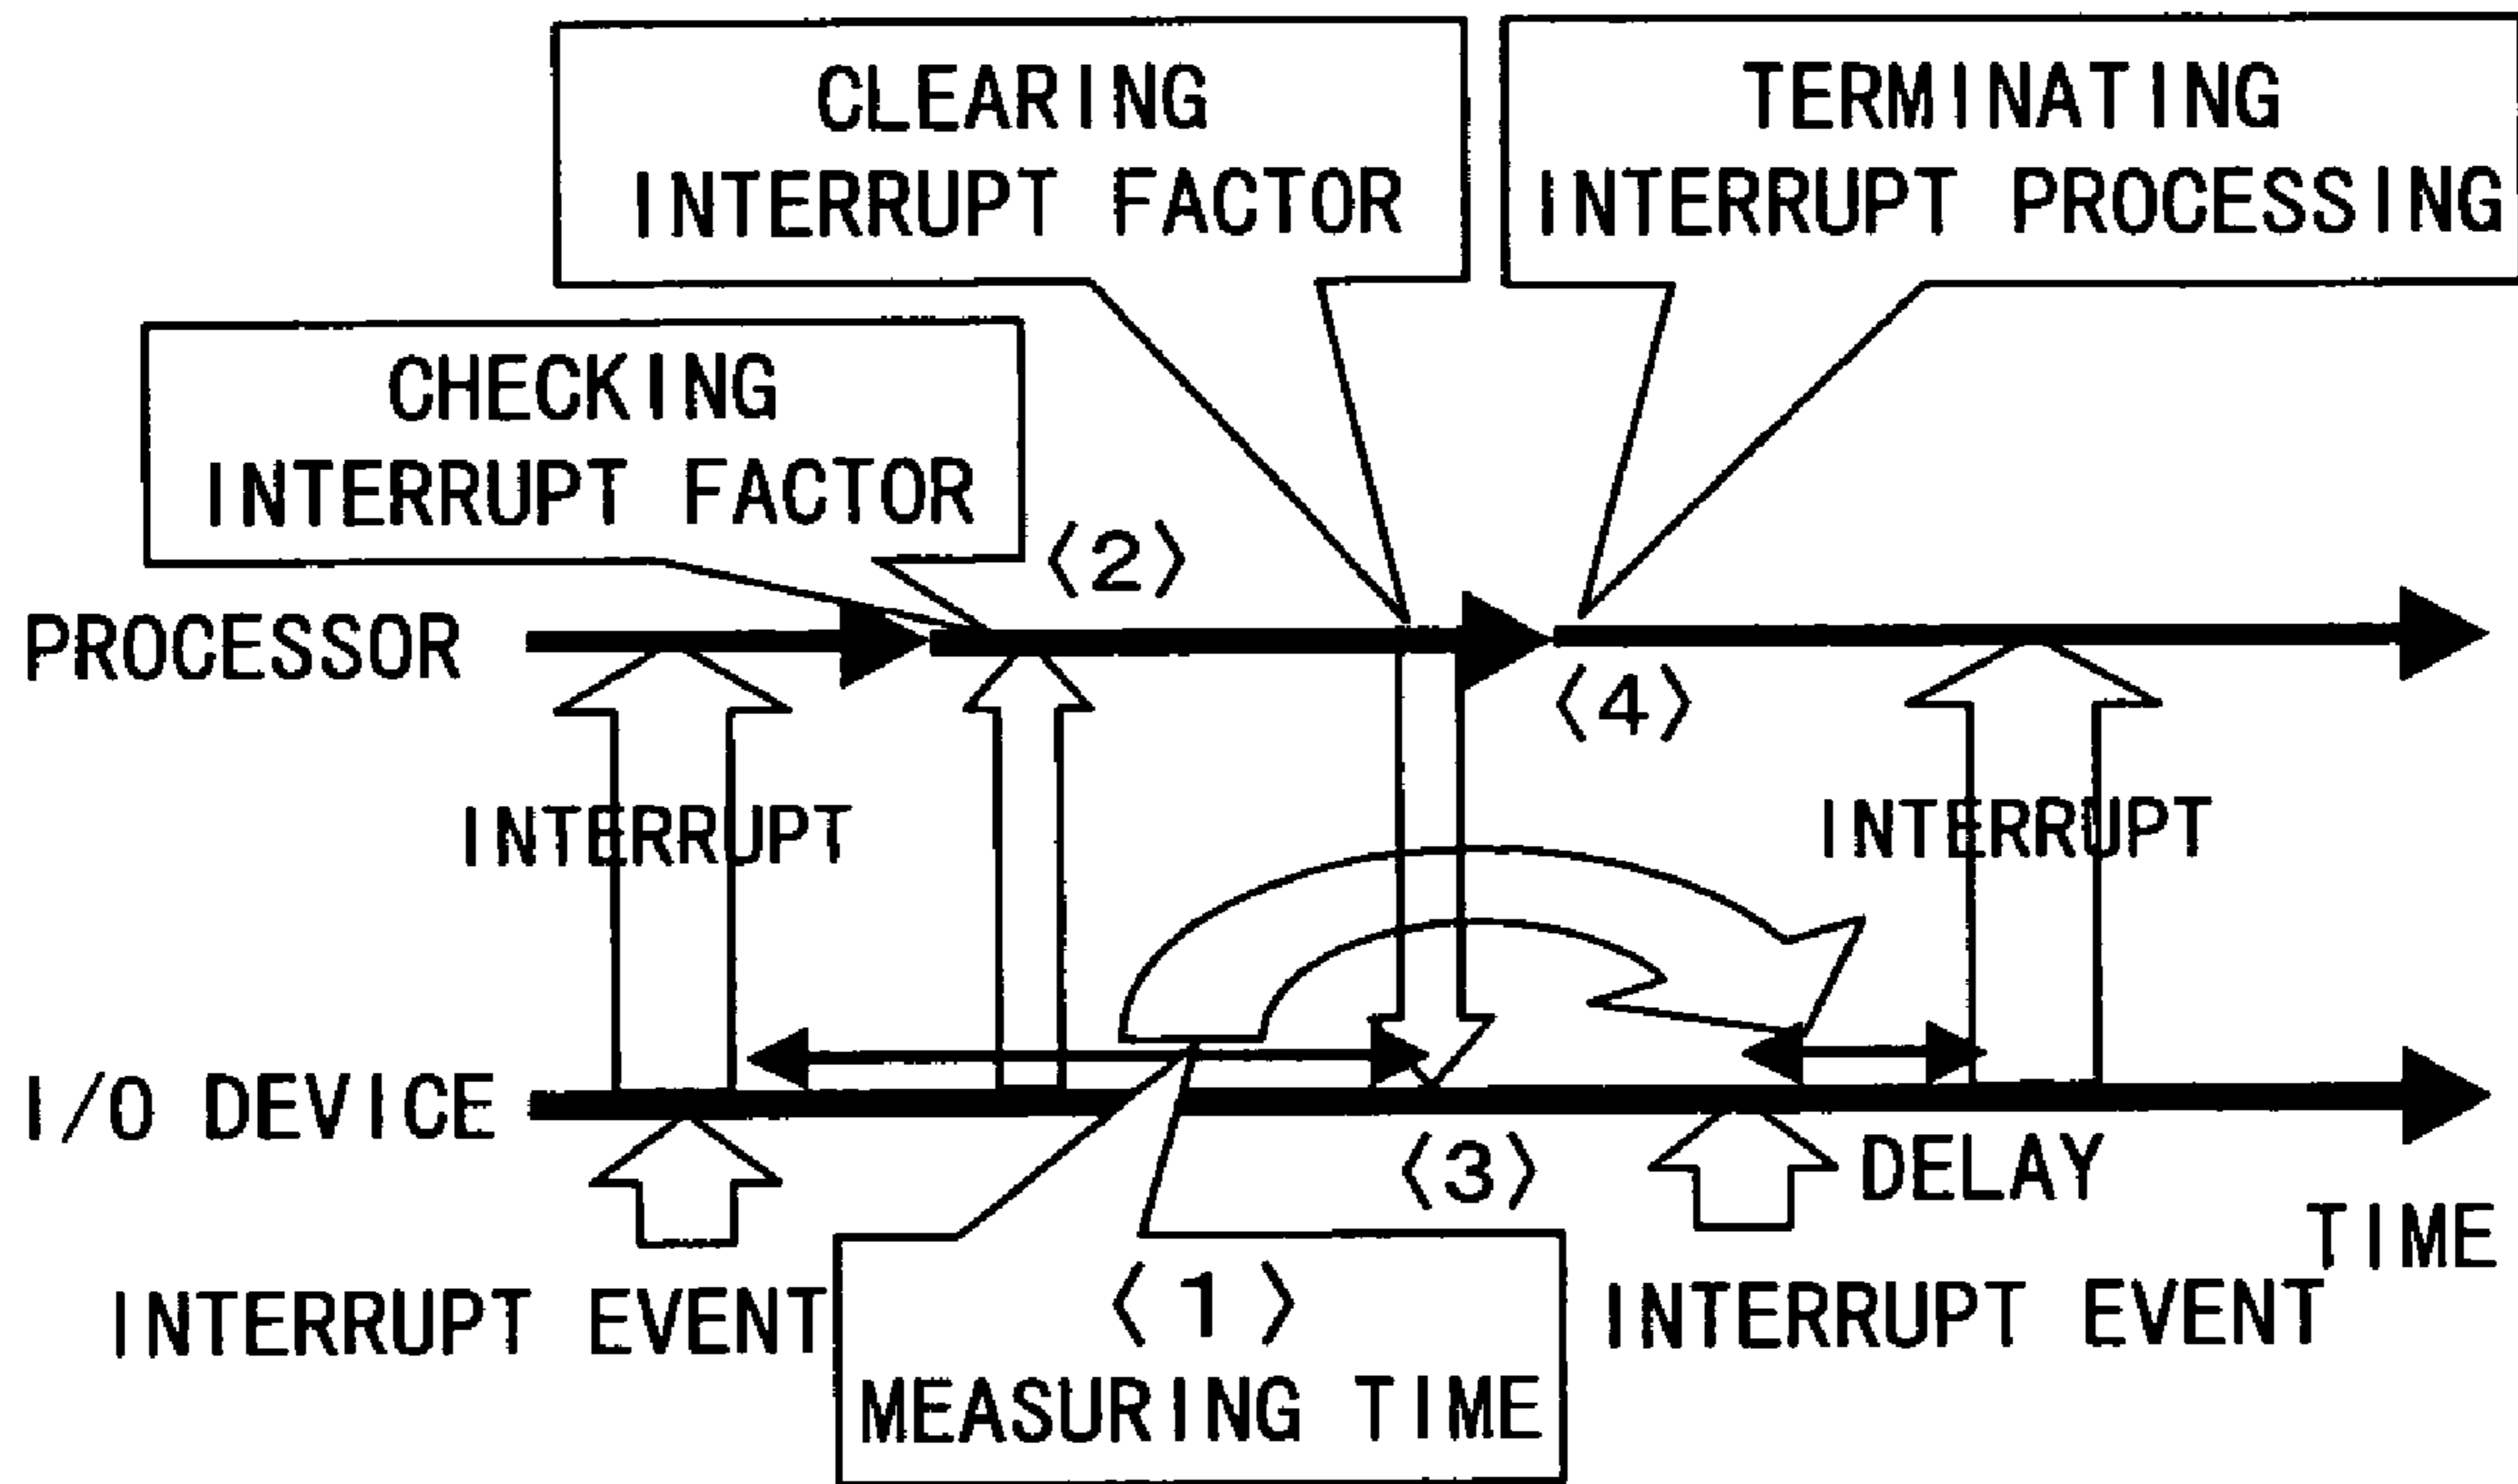 CLEARING
INTERRUPT FACTOR
TERMINATING
INTERRUPT PROCESSING
CHECKING
INTERRUPT FACTOR
〈2〉
PROCESSOR
〈4〉
INTERRUPT
INTERRUPT
I/O DEVICE
〈3〉
DELAY
TIME
INTERRUPT EVENT
〈1〉
MEASURING TIME
INTERRUPT EVENT